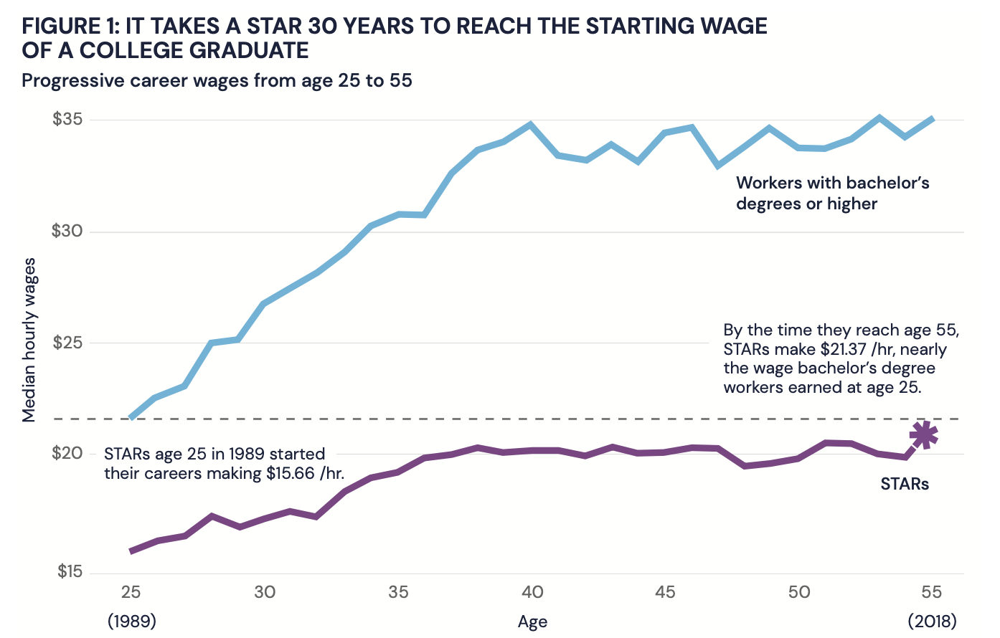 FIGURE 1: IT TAKES A STAR 30 YEARS TO REACH THE STARTING WAGE
OF A COLLEGE GRADUATE
Progressive career wages from age 25 to 55
Median hourly wages
$35
$30
$25
$20
$15
Workers with bachelor’s
degrees or higher
By the time they reach age 55,
STARs make $21.37 /hr, nearly
the wage bachelor’s degree
workers earned at age 25.
STARs age 25 in 1989 started
their careers making $15.66 /hr.
STARs
25 30 35 40 45 50 55
(1989) Age (2018)